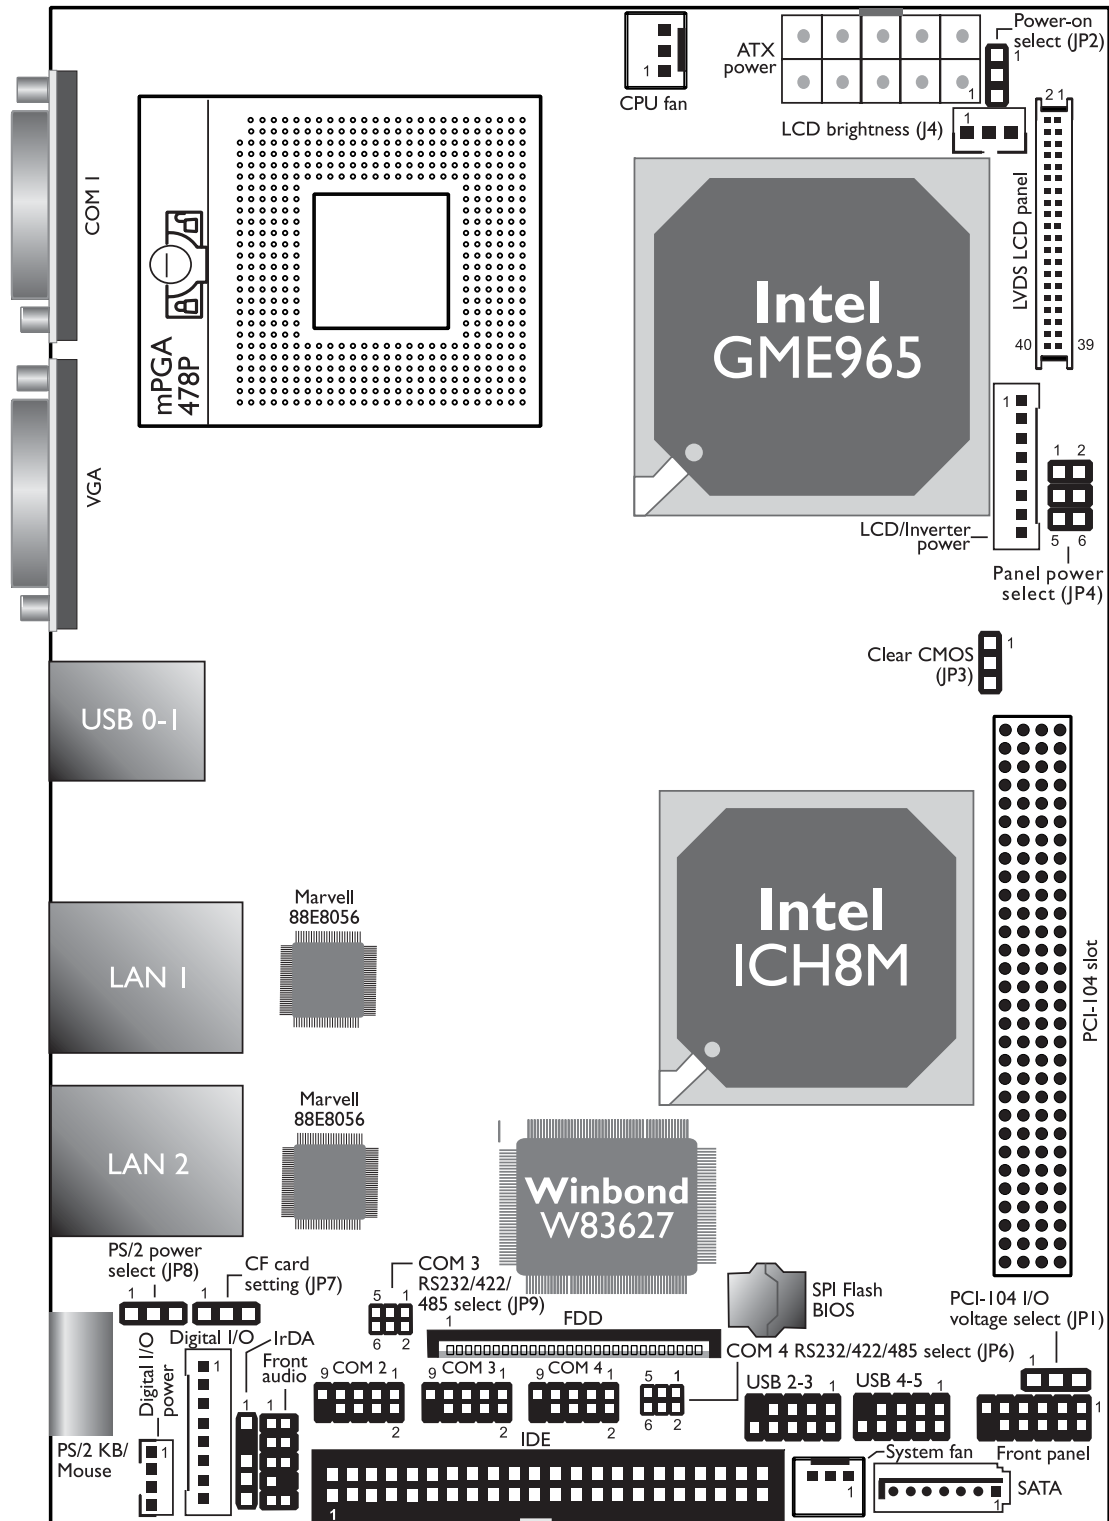 Power-on
select (JP2)
ATX
power
1
1
1
CPU fan
LCD brightness (J4)
1
2 1
COM 1
LVDS LCD panel
Intel
GME965
40
39
mPGA
478P
1
1 2
VGA
LCD/Inverter
power
5 6
Panel power
select (JP4)
Clear CMOS
(JP3)
1
USB 0-1
Marvell
88E8056
Intel
ICH8M
LAN 1
PCI-104 slot
Marvell
88E8056
LAN 2
Winbond
W83627
PS/2 power
select (JP8)
CF card
setting (JP7)
COM 3
RS232/422/
485 select (JP9)
SPI Flash
BIOS
PCI-104 I/O
voltage select (JP1)
1
1
5 1
6 2
1
FDD
COM 4 RS232/422/485 select (JP6)
Digital I/O
IrDA
Front
audio
Digital I/O
power
1
1
1
1
9 COM 2 1
2
9 COM 3 1
2
9 COM 4 1
2
5 1
6 2
USB 2-3 1
USB 4-5 1
1
1
IDE
1
PS/2 KB/
Mouse
System fan
1
Front panel
SATA
1